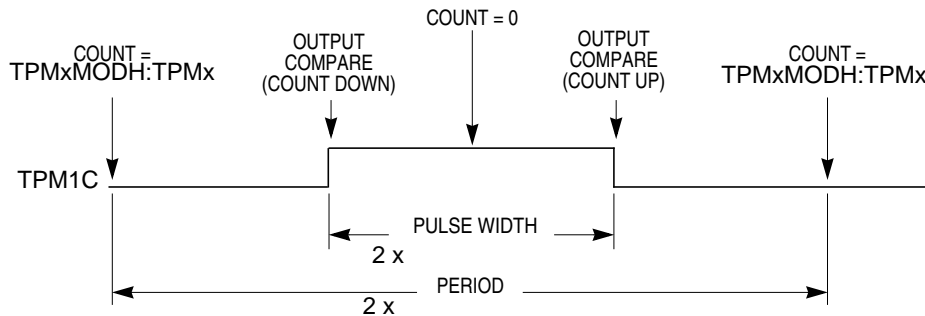 COUNT = 0
COUNT =
TPMxMODH:TPMx
OUTPUT
COMPARE
(COUNT DOWN)
OUTPUT
COMPARE
(COUNT UP)
COUNT =
TPMxMODH:TPMx
TPM1C
PULSE WIDTH
2 x
PERIOD
2 x